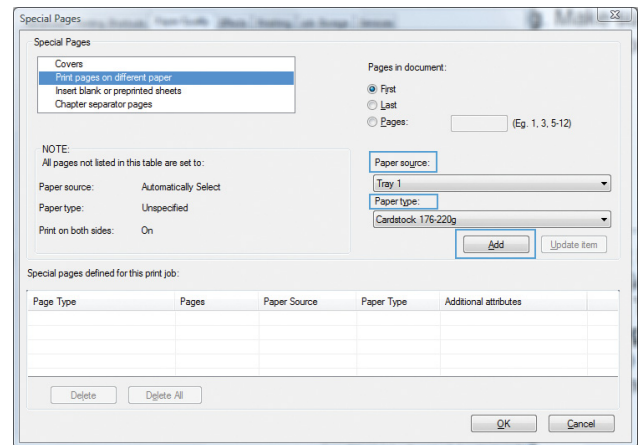 Special Pages
Paper/Quality
Special Pages
Covers
Print pages on different paper
Insert blank or preprinted sheets
Chapter separator pages
Pages in document:
First
Last
Pages:
(Eg. 1, 3, 5-12)
NOTE:
All pages not listed in this table are set to:
Paper source: Automatically Select
Paper type: Unspecified
Print on both sides: On
Paper source:
Tray 1
Paper type:
Cardstock 176-220g
Add Update item
Special pages defined for this print job:
Page Type Pages Paper Source Paper Type Additional attributes
Delete Delete All
OK Cancel